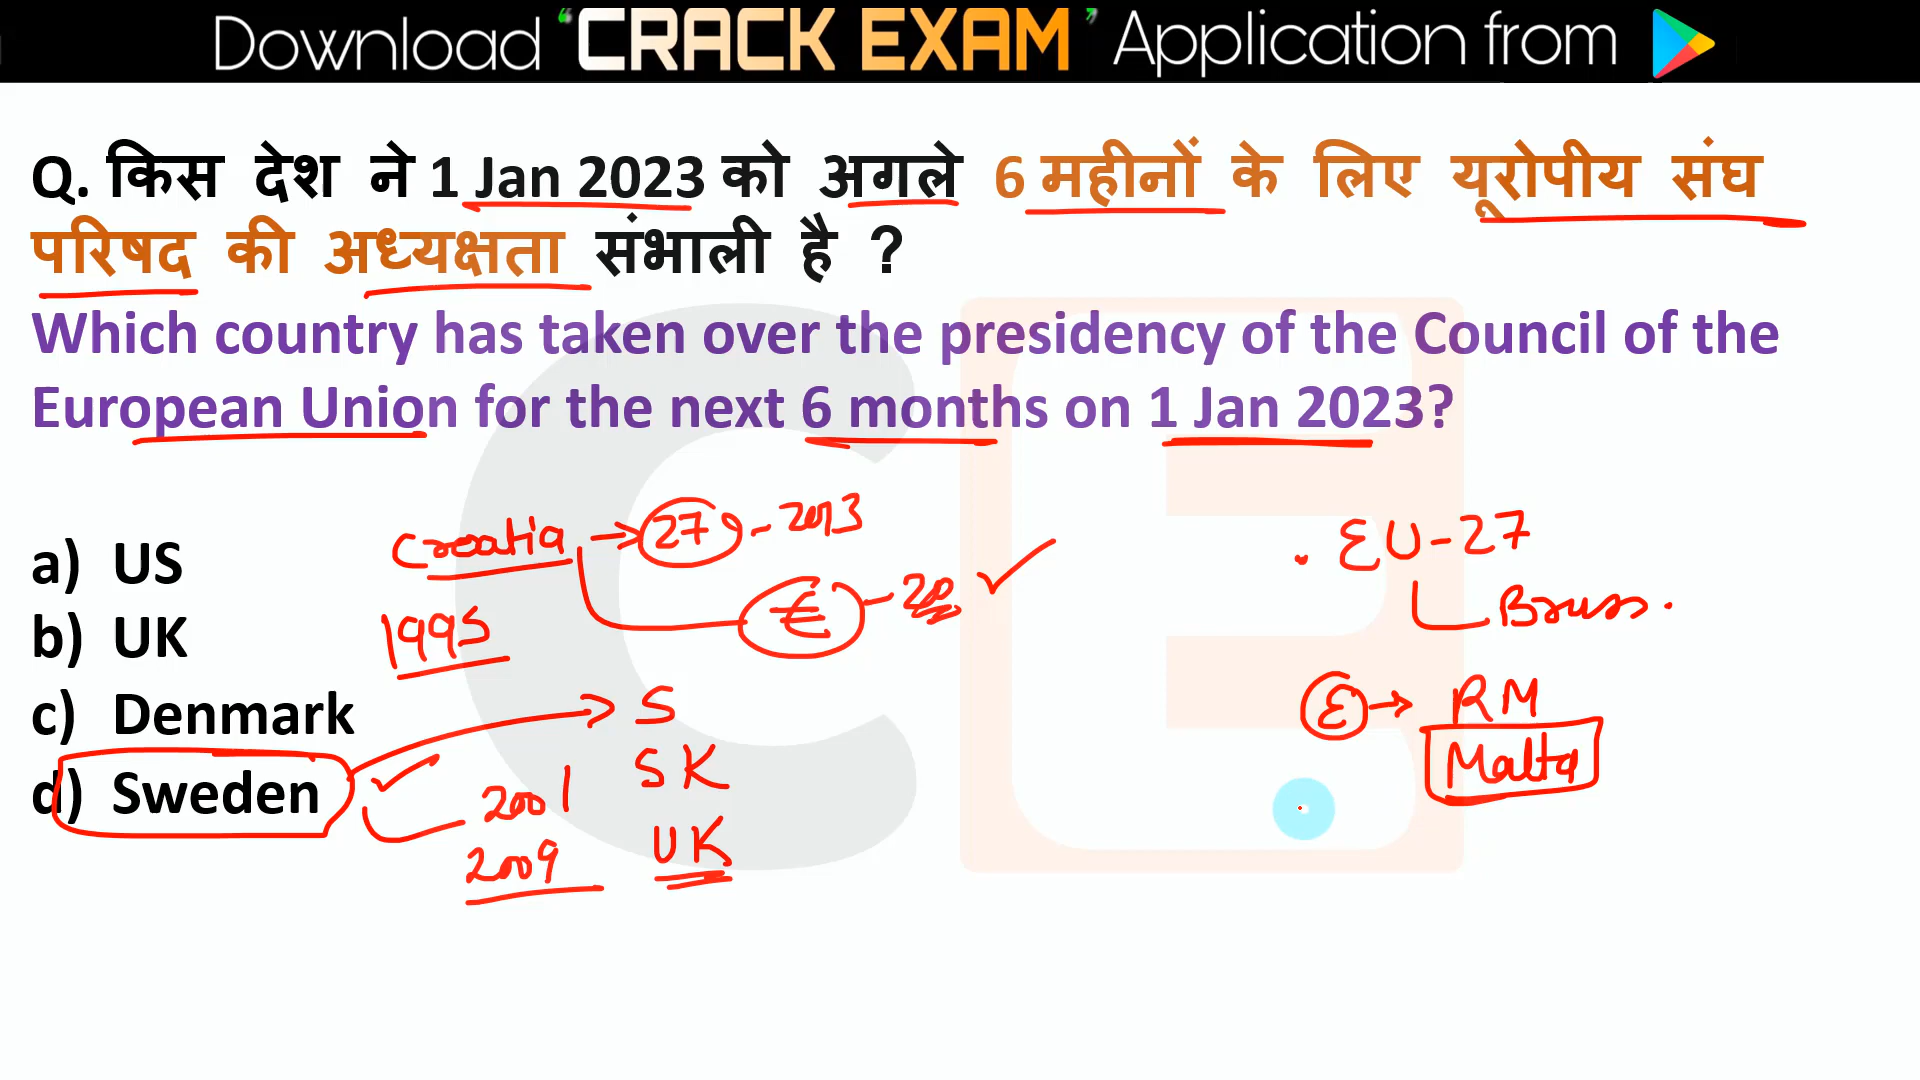 Download ‘CRACK EXAM’ Application from
Q. किस देश ने 1 Jan 2023 को अगले 6 महीनों के लिए यूरोपीय संघ
परिषद की अध्यक्षता संभाली है ?
Which country has taken over the presidency of the Council of the
European Union for the next 6 months on 1 Jan 2023?
a) US
b) UK
c) Denmark
d) Sweden
Croatia → 27 - 2013
€ - 20
1995
S
SK
UK
2001
2009
EU-27
Bruss.
€ → RM
Malta
CE